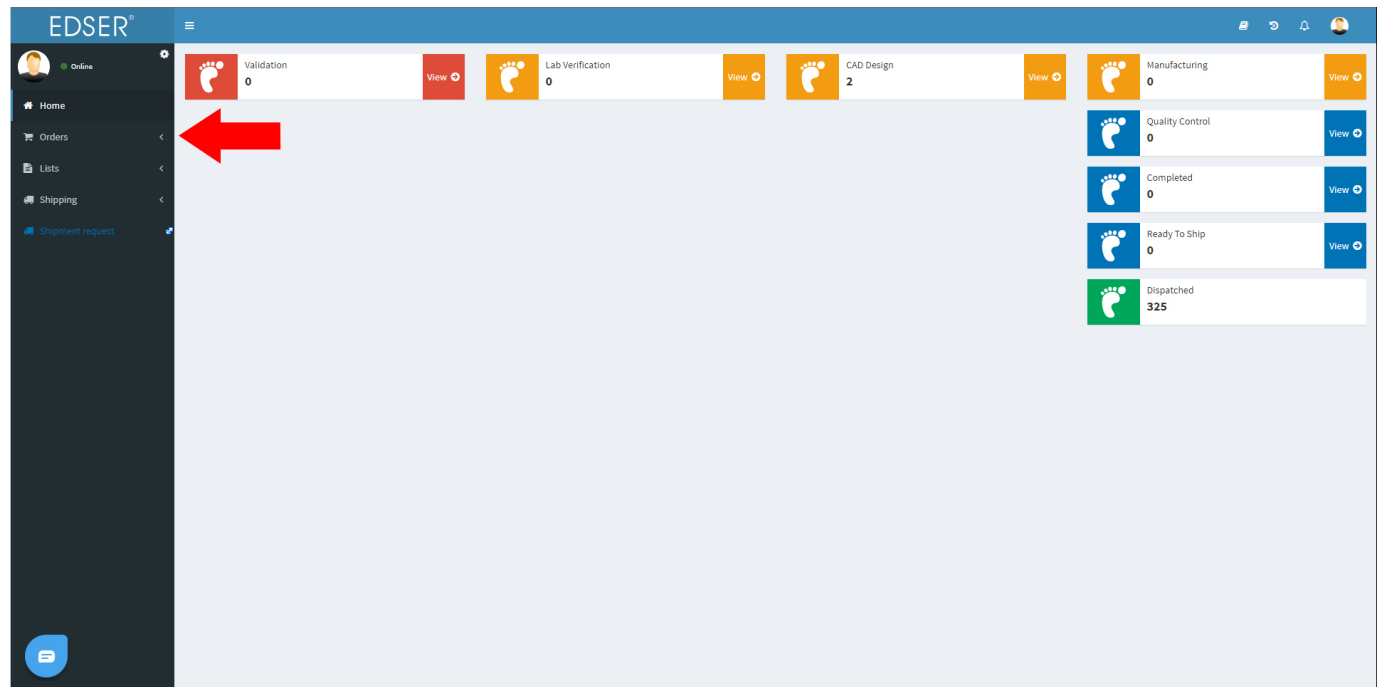 EDSER®
Online
Home
Orders
Lists
Shipping
Shipment request
Validation
0
View
Lab Verification
0
View
CAD Design
2
View
Manufacturing
0
View
Quality Control
0
View
Completed
0
View
Ready To Ship
0
View
Dispatched
325